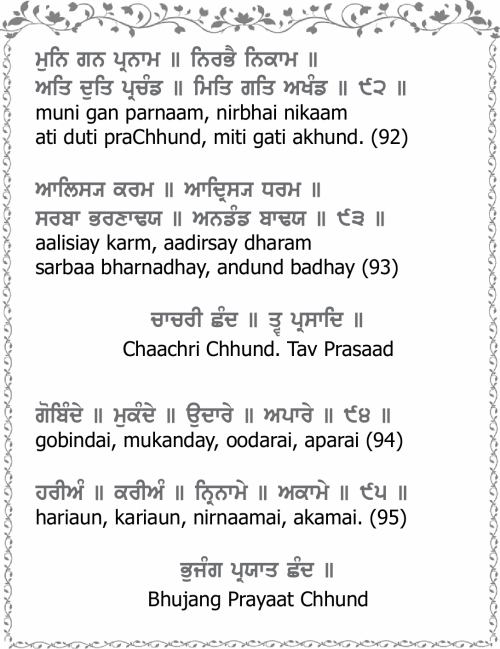 ਮੁਨਿ ਗਨ ਪ੍ਰਨਾਮ ॥ ਨਿਰਭੈ ਨਿਕਾਮ ॥
ਅਤਿ ਦੁਤਿ ਪ੍ਰਚੰਡ ॥ ਮਿਤਿ ਗਤਿ ਅਖੰਡ ॥ ੯੨ ॥
muni gan parnaam, nirbhai nikaam
ati duti praChhund, miti gati akhund. (92)
ਆਲਿਸ੍ਯ ਕਰਮ ॥ ਆਦ੍ਰਿਸ੍ਯ ਧਰਮ ॥
ਸਰਬਾ ਭਰਣਾਢਯ ॥ ਅਨਡੰਡ ਬਾਢਯ ॥ ੯੩ ॥
aalisiay karm, aadirsay dharam
sarbaa bharnadhay, andund badhay (93)
ਚਾਚਰੀ ਛੰਦ ॥ ਤ੍ਵ ਪ੍ਰਸਾਦਿ ॥
Chaachri Chhund. Tav Prasaad
ਗੋਬਿੰਦੇ ॥ ਮੁਕੰਦੇ ॥ ਉਦਾਰੇ ॥ ਅਪਾਰੇ ॥ ੯੪ ॥
gobindai, mukanday, oodarai, aparai (94)
ਹਰੀਅੰ ॥ ਕਰੀਅੰ ॥ ਨ੍ਰਿਨਾਮੇ ॥ ਅਕਾਮੇ ॥ ੯੫ ॥
hariaun, kariaun, nirnaamai, akamai. (95)
ਭੁਜੰਗ ਪ੍ਰਯਾਤ ਛੰਦ ॥
Bhujang Prayaat Chhund